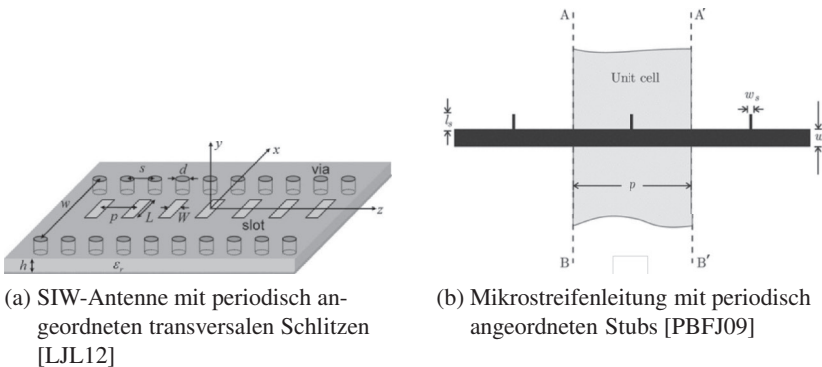 A A′
Unit cell
w_s
l_s
u
p
B B′
y
x
s d via
w
p L W z
slot
h ε_r
(a) SIW-Antenne mit periodisch an-
geordneten transversalen Schlitzen
[LJL12]
(b) Mikrostreifenleitung mit periodisch
angeordneten Stubs [PBFJ09]